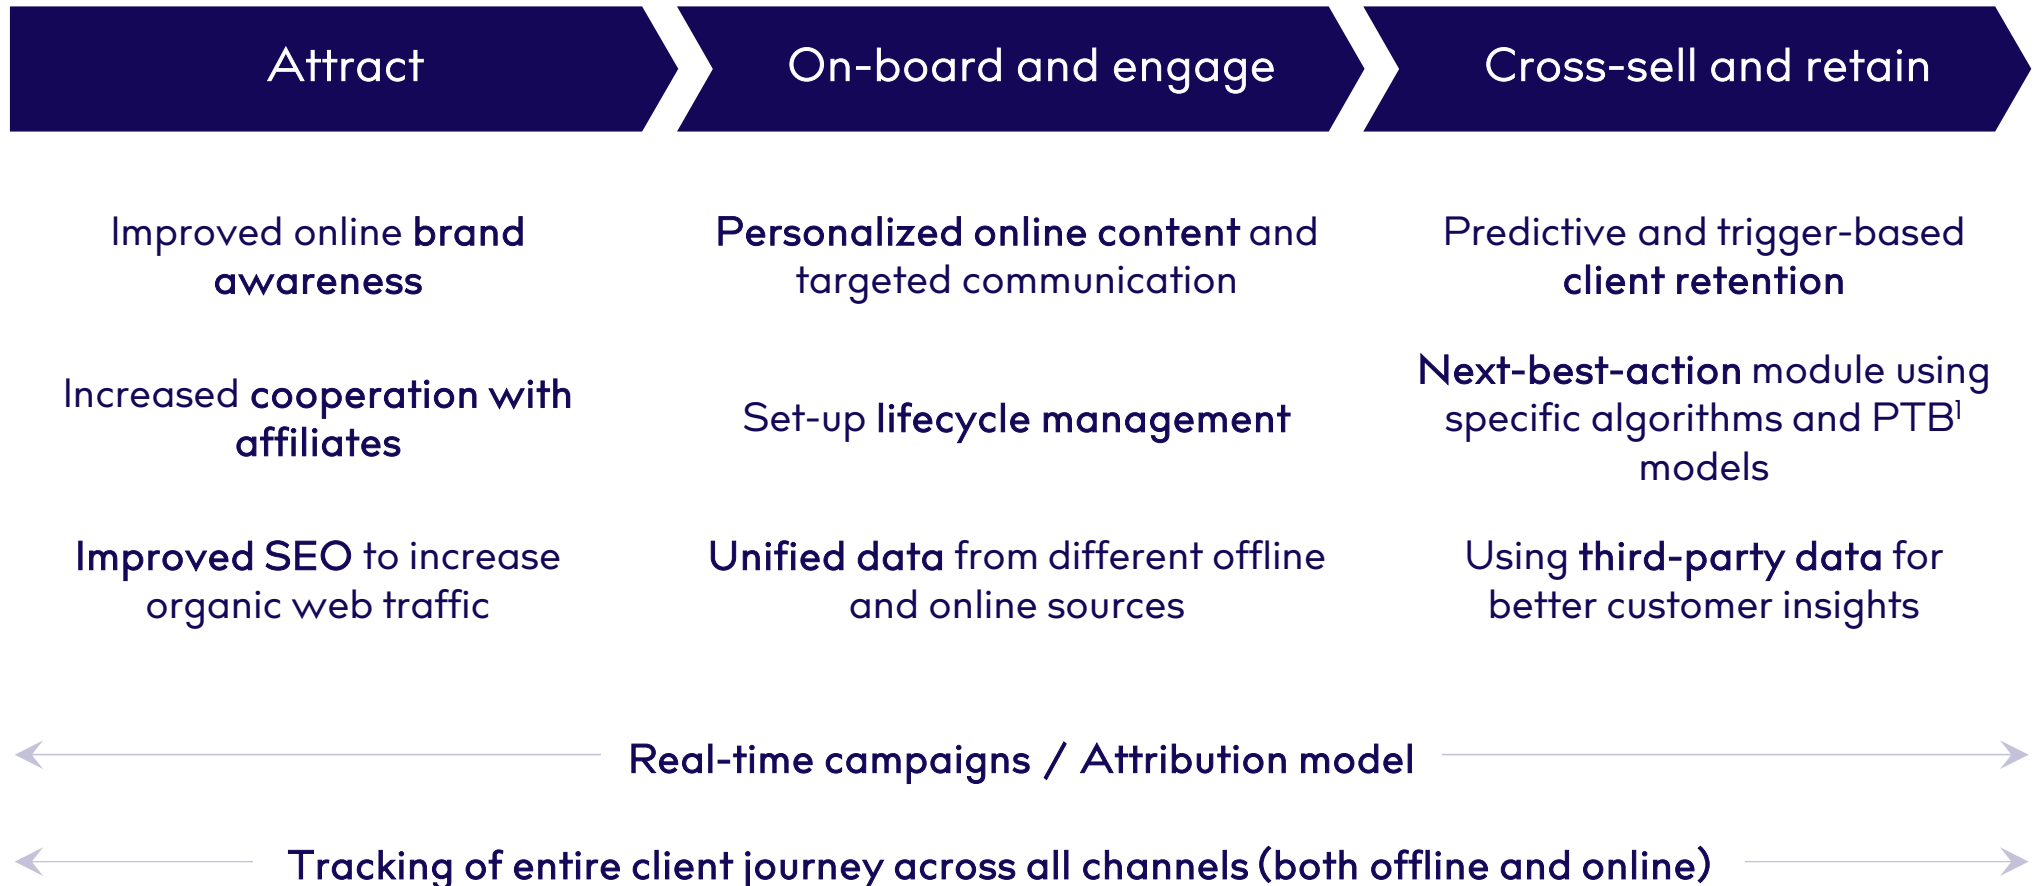 Attract
On-board and engage
Cross-sell and retain
Improved online brand
awareness
Personalized online content and
targeted communication
Predictive and trigger-based
client retention
Increased cooperation with
affiliates
Set-up lifecycle management
Next-best-action module using
specific algorithms and PTB¹
models
Improved SEO to increase
organic web traffic
Unified data from different offline
and online sources
Using third-party data for
better customer insights
Real-time campaigns / Attribution model
Tracking of entire client journey across all channels (both offline and online)